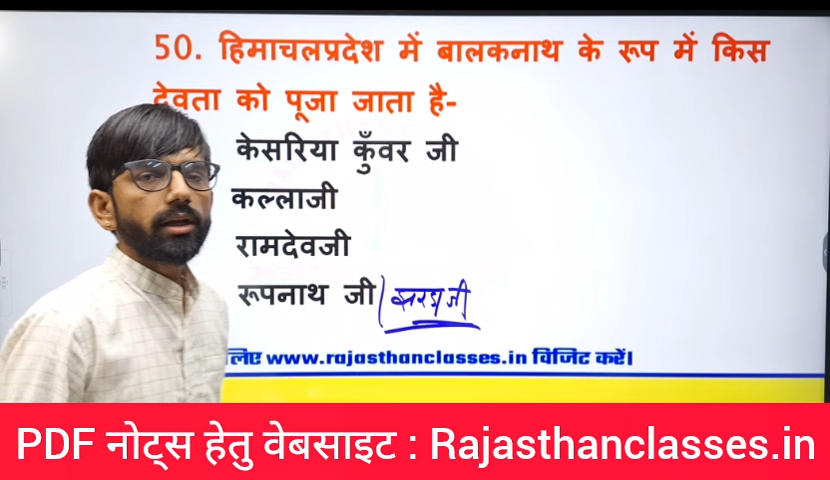 50. हिमाचलप्रदेश में बालकनाथ के रूप में किस
देवता को पूजा जाता है-
केसरिया कुँवर जी
कल्लाजी
रामदेवजी
रूपनाथ जी
लिए www.rajasthanclasses.in विजिट करें।
PDF नोट्स हेतु वेबसाइट : Rajasthanclasses.in